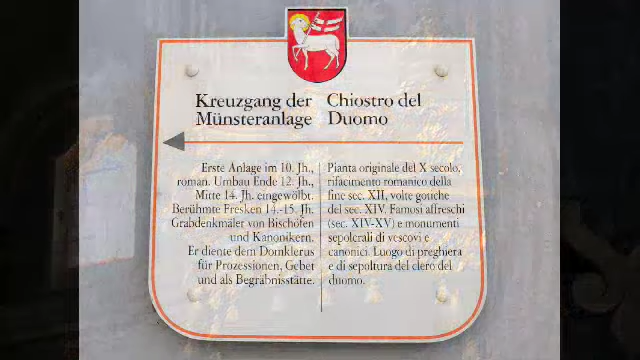 Kreuzgang der
Münsteranlage
Chiostro del
Duomo
Erste Anlage im 10. Jh.,
roman. Umbau Ende 12. Jh.,
Mitte 14. Jh. eingewölbt.
Berühmte Fresken 14.-15. Jh.
Grabdenkmäler von Bischöfen
und Kanonikern.
Er diente dem Domklerus
für Prozessionen, Gebet
und als Begräbnisstätte.
Pianta originale del X secolo,
rifacimento romanico della
fine sec. XII, volte gotiche
del sec. XIV. Famosi affreschi
(sec. XIV-XV) e monumenti
sepolcrali di vescovi e
canonici. Luogo di preghiera
e di sepoltura del clero del
duomo.